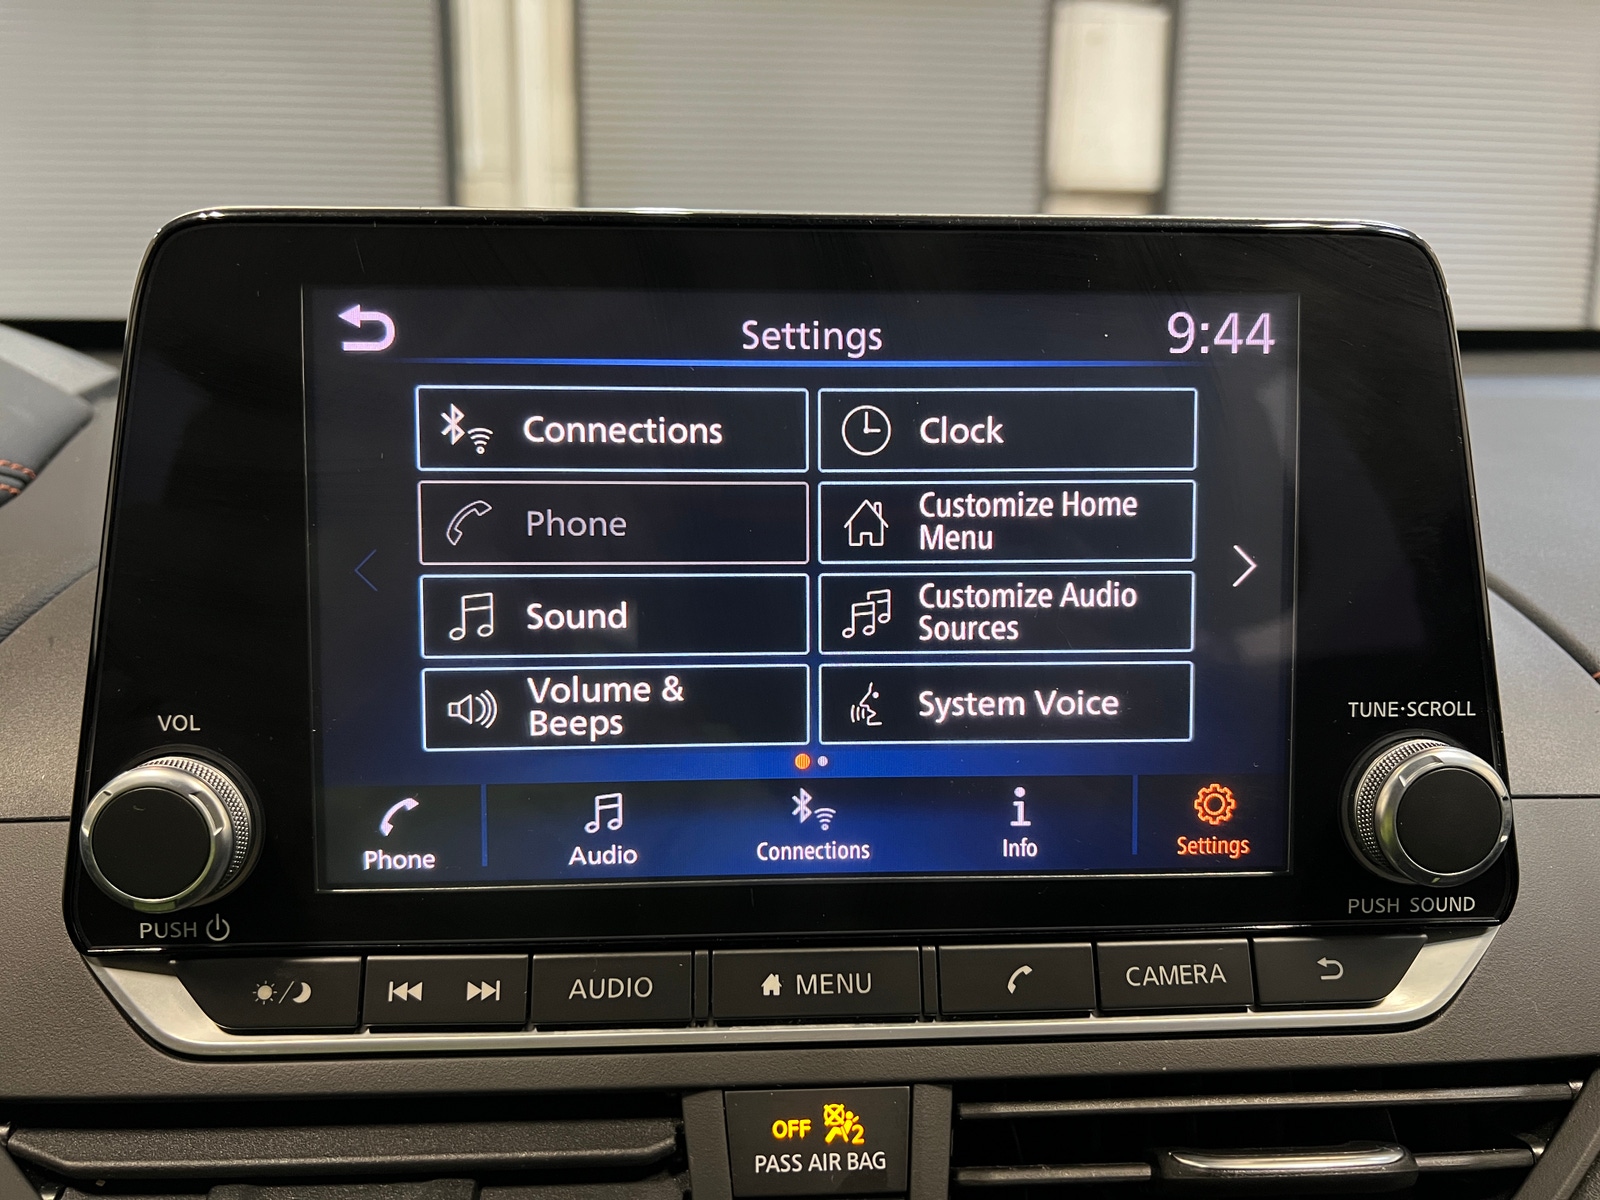 Settings
9:44
Connections
Clock
Phone
Customize Home
Menu
Sound
Customize Audio
Sources
Volume &
Beeps
System Voice
Phone
Audio
Connections
Info
Settings
VOL
PUSH
TUNE·SCROLL
PUSH SOUND
AUDIO
MENU
CAMERA
OFF
2
PASS AIR BAG